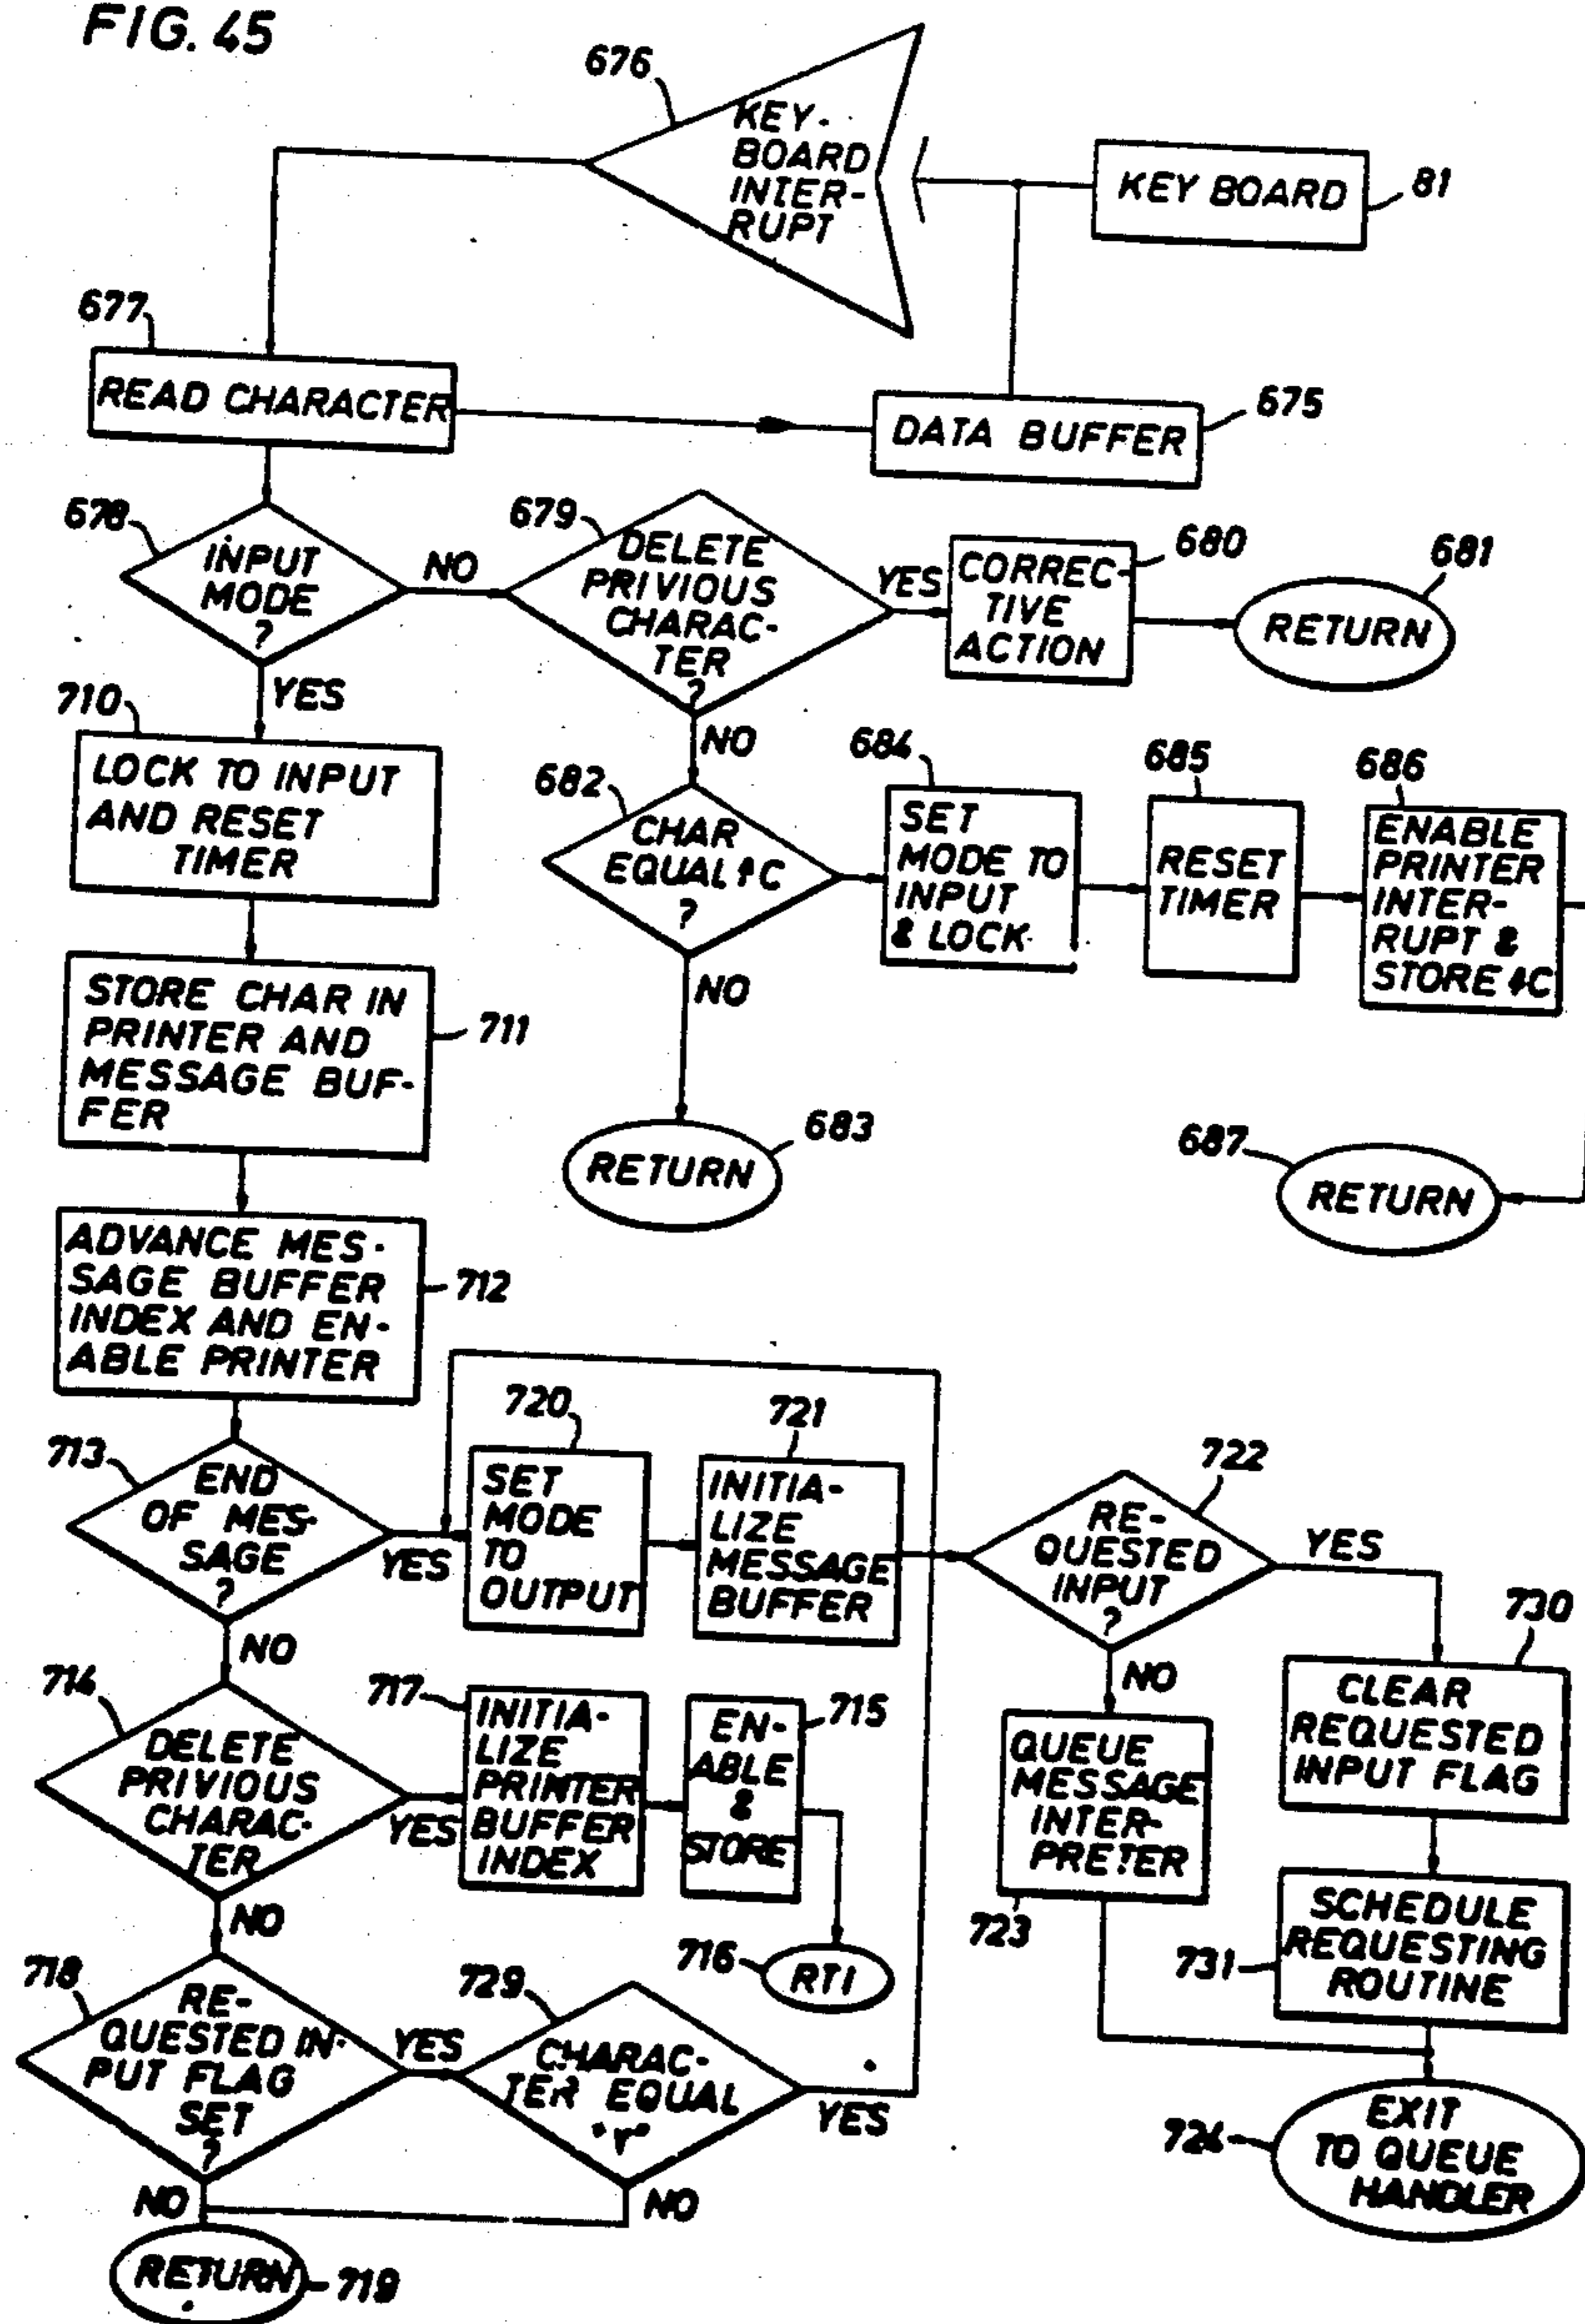 FIG. 45
676
KEY-
BOARD
INTER-
RUPT
KEY BOARD
81
677
READ CHARACTER
DATA BUFFER
675
678
INPUT
MODE
?
NO
YES
679
DELETE
PRIVIOUS
CHARAC-
TER
?
YES
NO
CORREC-
TIVE
ACTION
680
681
RETURN
710
LOCK TO INPUT
AND RESET
TIMER
682
CHAR
EQUAL ↑C
?
NO
684
SET
MODE TO
INPUT
& LOCK
685
RESET
TIMER
686
ENABLE
PRINTER
INTER-
RUPT &
STORE ↑C
STORE CHAR IN
PRINTER AND
MESSAGE BUF-
FER
711
RETURN
683
687
RETURN
ADVANCE MES-
SAGE BUFFER
INDEX AND EN-
ABLE PRINTER
712
713
END
OF MES-
SAGE
?
YES
NO
720
SET
MODE
TO
OUTPUT
721
INITIA-
LIZE
MESSAGE
BUFFER
722
RE-
QUESTED
INPUT
?
YES
NO
730
CLEAR
REQUESTED
INPUT FLAG
714
DELETE
PRIVIOUS
CHARAC-
TER
YES
NO
717
INITIA-
LIZE
PRINTER
BUFFER
INDEX
715
EN-
ABLE
&
STORE
716
RTI
QUEUE
MESSAGE
INTER-
PRETER
723
731
SCHEDULE
REQUESTING
ROUTINE
718
RE-
QUESTED IN-
PUT FLAG
SET
?
YES
NO
729
CHARAC-
TER EQUAL
"Y"
YES
NO
724
EXIT
TO QUEUE
HANDLER
RETURN
719